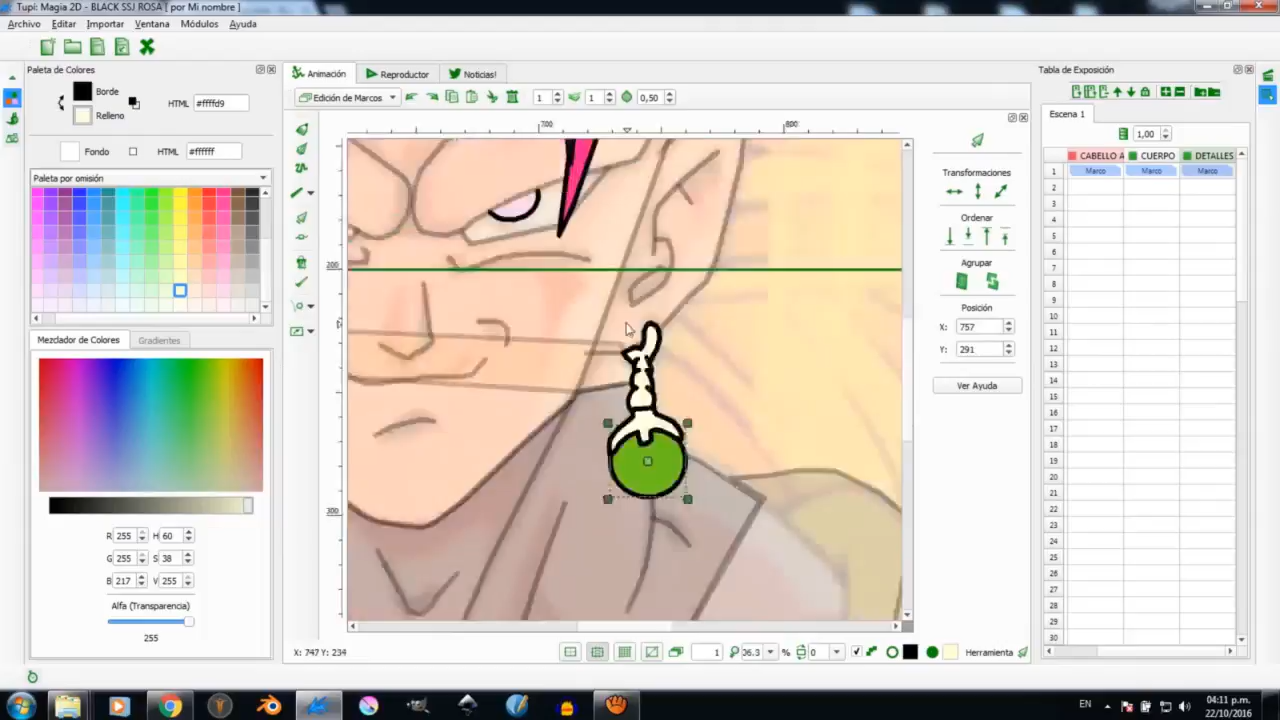 Tupi: Magia 2D - BLACK SSJ ROSA [ por Mi nombre ]
Archivo Editar Importar Ventana Módulos Ayuda
Paleta de Colores
Borde
HTML #ffffd9
Relleno
Fondo HTML #ffffff
Paleta por omisión
Mezclador de Colores Gradientes
R 255 H 60
G 255 S 38
B 217 V 255
Alfa (Transparencia)
255
Animación Reproductor Noticias!
Edición de Marcos 1 1 0,50
700 800
200
300
X: 747 Y: 234
1 % 0 Herramienta
Transformaciones
Ordenar
Agrupar
Posición
X: 757
Y: 291
Ver Ayuda
Tabla de Exposición
Escena 1
1,00
CABELLO A CUERPO DETALLES
1 Marco Marco Marco
2
3
4
5
6
7
8
9
10
11
12
13
14
15
16
17
18
19
20
21
22
23
24
25
26
27
28
29
30
EN 04:11 p.m.
22/10/2016